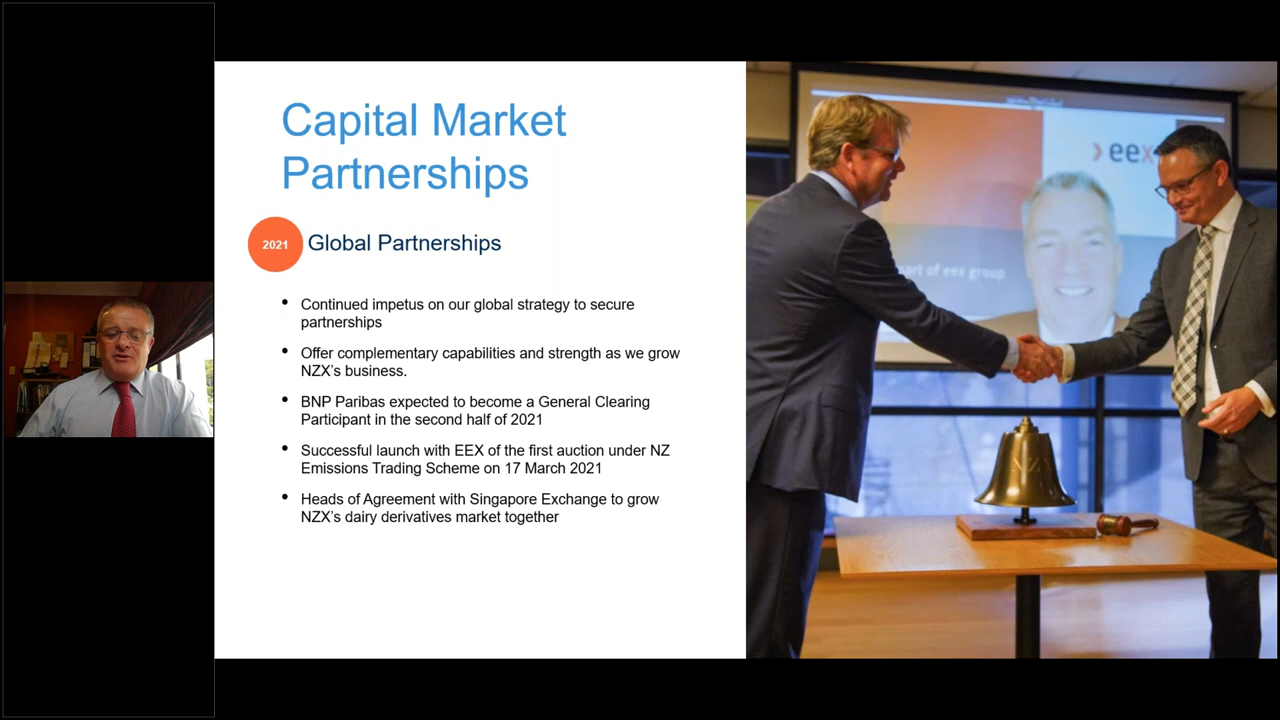 Capital Market
Partnerships
2021
Global Partnerships
• Continued impetus on our global strategy to secure
partnerships
• Offer complementary capabilities and strength as we grow
NZX's business.
• BNP Paribas expected to become a General Clearing
Participant in the second half of 2021
• Successful launch with EEX of the first auction under NZ
Emissions Trading Scheme on 17 March 2021
• Heads of Agreement with Singapore Exchange to grow
NZX's dairy derivatives market together
eex
part of eex group
NZX